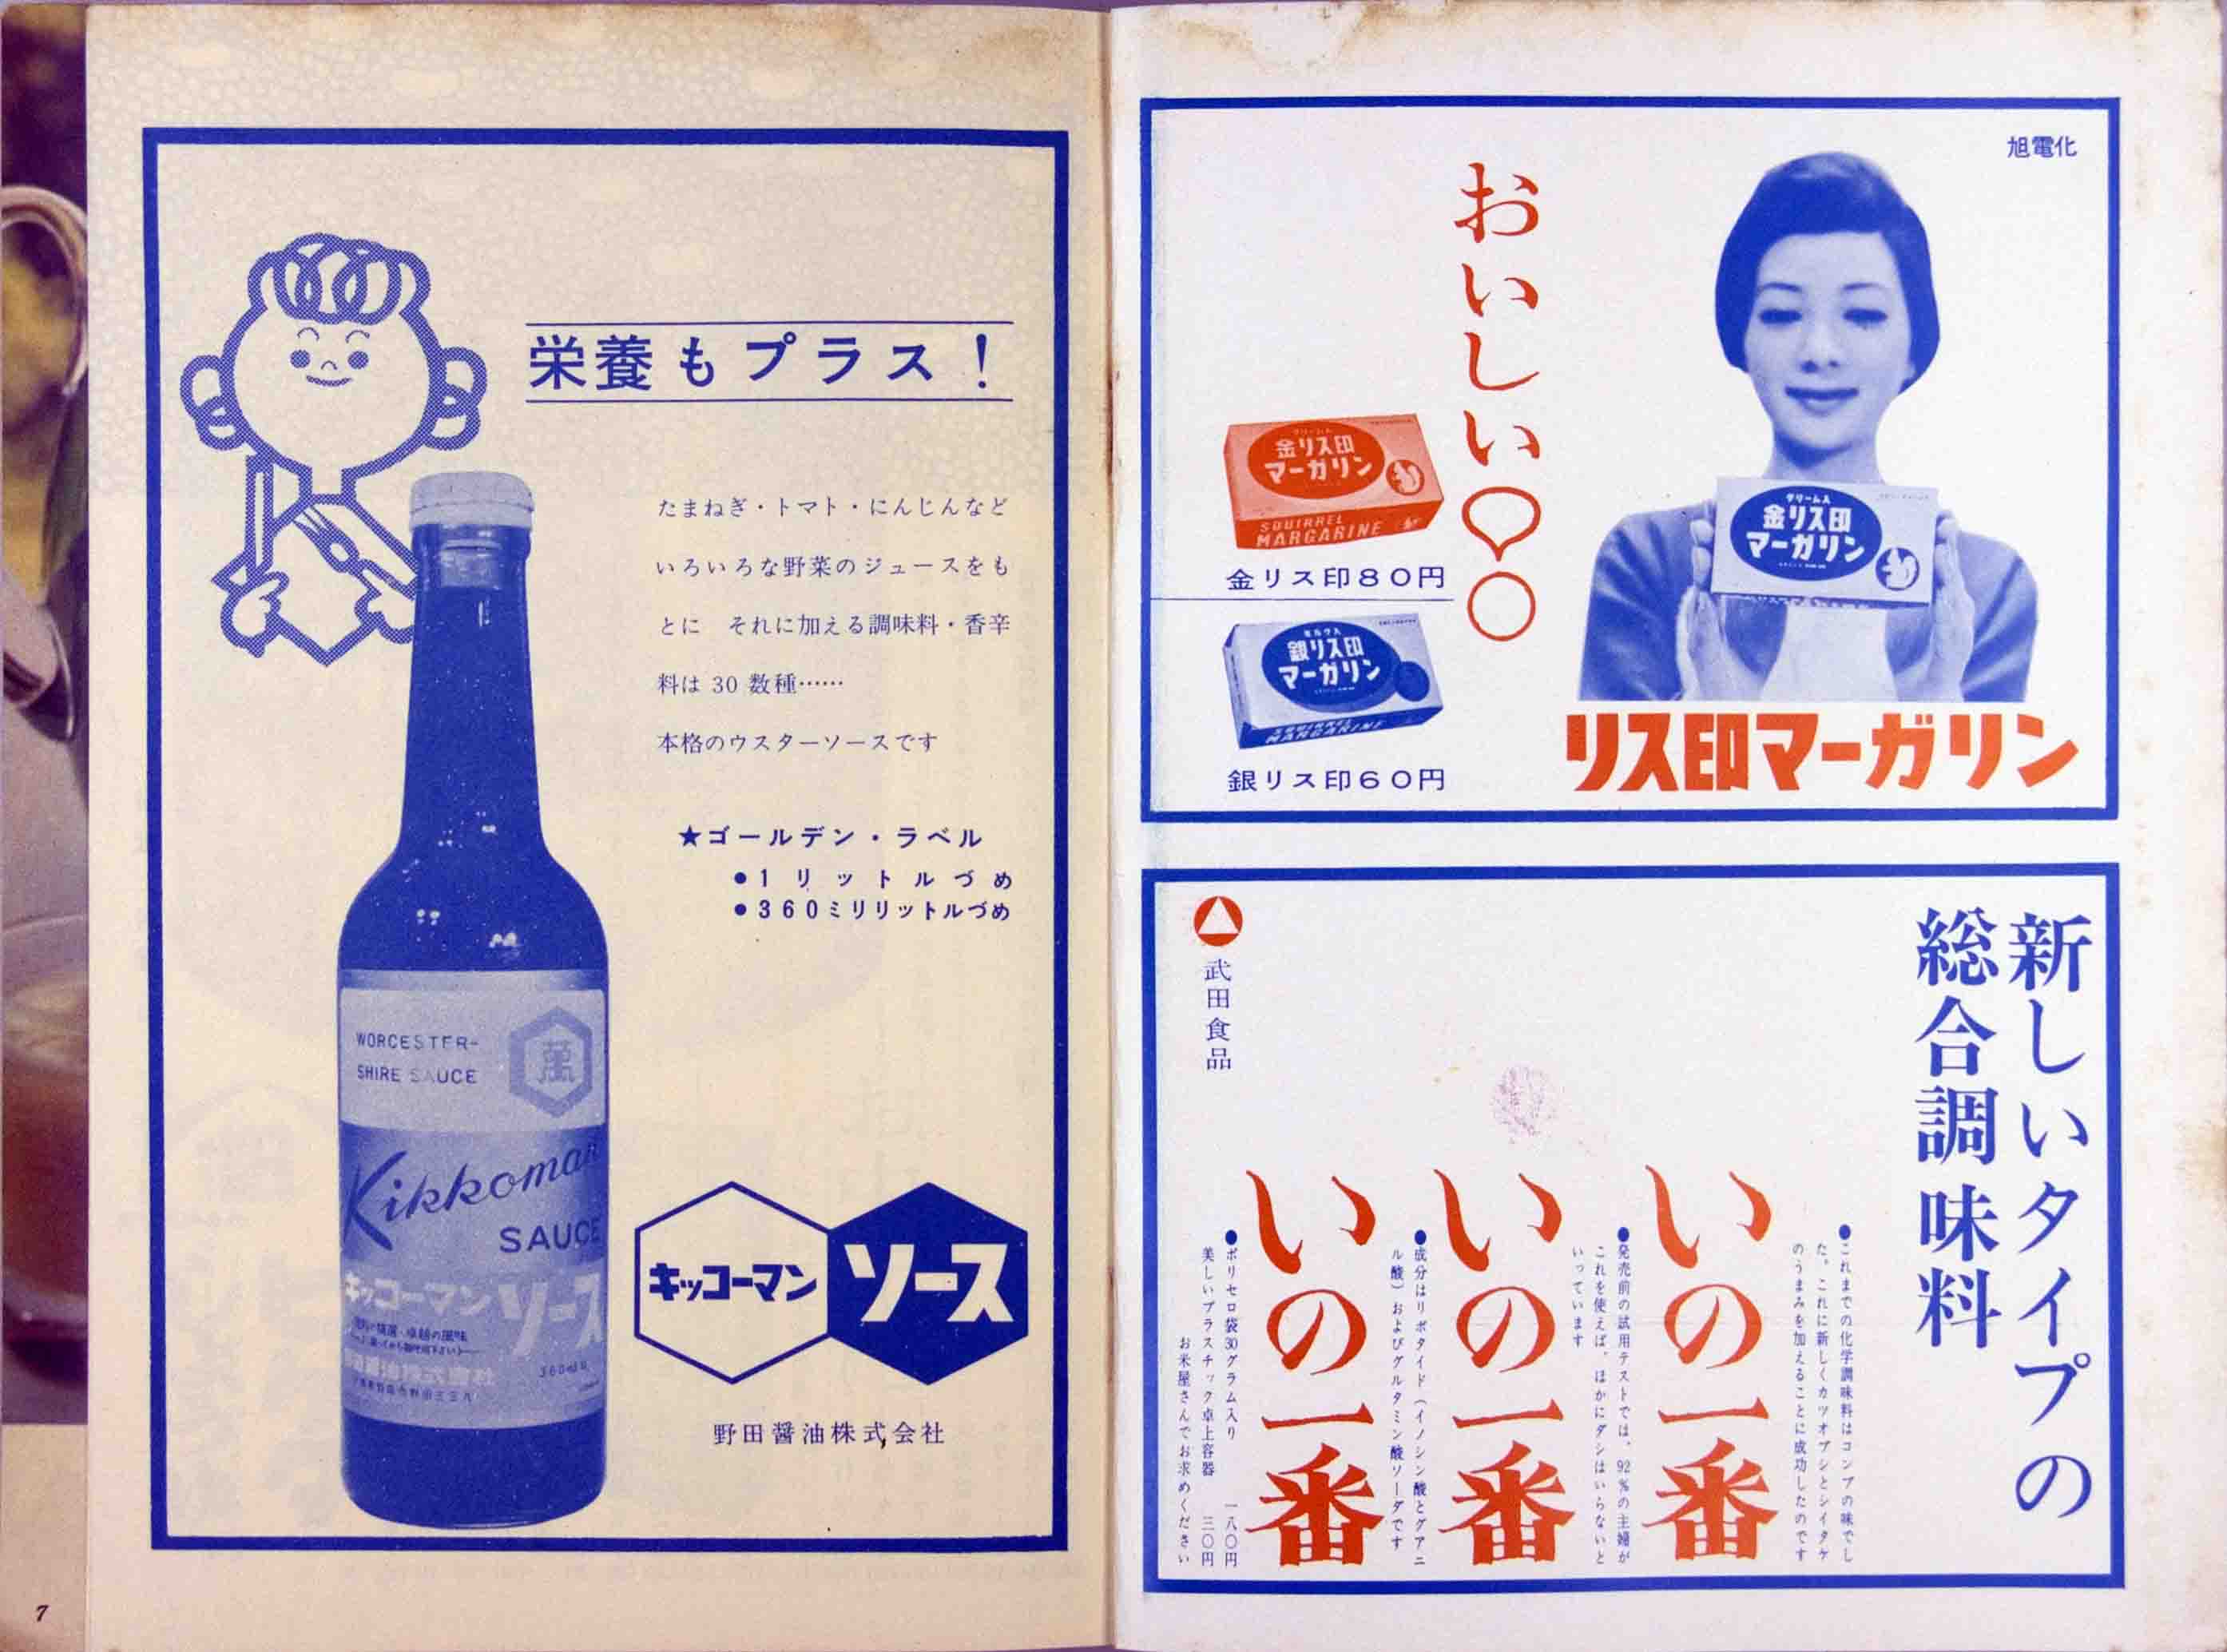 栄養もプラス！
たまねぎ・トマト・にんじんなど
いろいろな野菜のジュースをも
とに　それに加える調味料・香辛
料は 30 数種……
本格のウスターソースです
★ゴールデン・ラベル
●1リットルづめ
●360ミリリットルづめ
WORCESTER-
SHIRE SAUCE
萬
Kikkoman
SAUCE
キッコーマン ソース
キッコーマン ソース
野田醤油株式会社
7
旭電化
おいしい
クリーム入
金リス印
マーガリン
SQUIRREL
MARGARINE
金リス印80円
ミルク入
銀リス印
マーガリン
SQUIRREL
MARGARINE
銀リス印60円
クリーム入
金リス印
マーガリン
リス印マーガリン
新しいタイプの
総合調味料
●これまでの化学調味料はコンブの味でし
た。これに新しくカツオブシとシイタケ
のうまみを加えることに成功したのです
いの一番
●発売前の試用テストでは、92％の主婦が
これを使えば、ほかにダシはいらないと
いっています
いの一番
●成分はリボタイド（イノシン酸とグアニ
ル酸）およびグルタミン酸ソーダです
いの一番
●ポリセロ袋30グラム入り　一八〇円
美しいプラスチック卓上容器　三〇円
お米屋さんでお求めください
武田食品